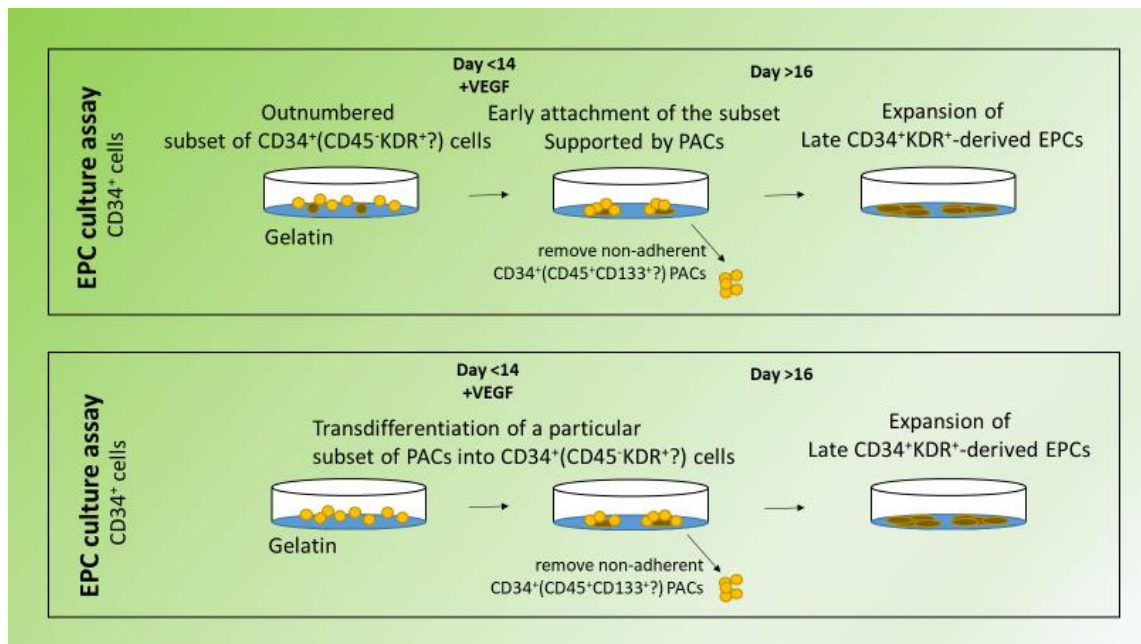 EPC culture assay
CD34⁺ cells
Day <14
+VEGF
Day >16
Outnumbered
subset of CD34⁺(CD45⁻KDR⁺?) cells
Early attachment of the subset
Supported by PACs
Expansion of
Late CD34⁺KDR⁺-derived EPCs
Gelatin
remove non-adherent
CD34⁺(CD45⁺CD133⁺?) PACs
EPC culture assay
CD34⁺ cells
Day <14
+VEGF
Day >16
Transdifferentiation of a particular
subset of PACs into CD34⁺(CD45⁻KDR⁺?) cells
Expansion of
Late CD34⁺KDR⁺-derived EPCs
Gelatin
remove non-adherent
CD34⁺(CD45⁺CD133⁺?) PACs